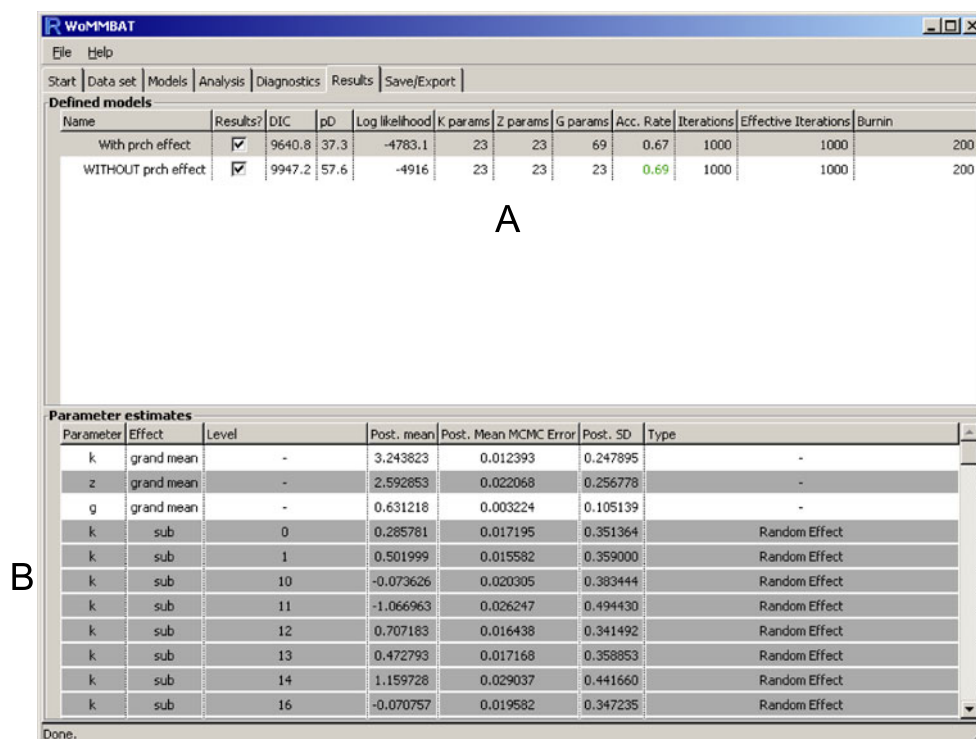 WoMMBAT
File Help
Start Data set Models Analysis Diagnostics Results Save/Export
Defined models
Name Results? DIC pD Log likelihood K params Z params G params Acc. Rate Iterations Effective Iterations Burnin
With prch effect 9640.8 37.3 -4783.1 23 23 69 0.67 1000 1000 200
WITHOUT prch effect 9947.2 57.6 -4916 23 23 23 0.69 1000 1000 200
A
Parameter estimates
Parameter Effect Level Post. mean Post. Mean MCMC Error Post. SD Type
k grand mean - 3.243823 0.012393 0.247895 -
z grand mean - 2.592853 0.022068 0.256778 -
g grand mean - 0.631218 0.003224 0.105139 -
k sub 0 0.285781 0.017195 0.351364 Random Effect
k sub 1 0.501999 0.015582 0.359000 Random Effect
B
k sub 10 -0.073626 0.020305 0.383444 Random Effect
k sub 11 -1.066963 0.026247 0.494430 Random Effect
k sub 12 0.707183 0.016438 0.341492 Random Effect
k sub 13 0.472793 0.017168 0.358853 Random Effect
k sub 14 1.159728 0.029037 0.441660 Random Effect
k sub 16 -0.070757 0.019582 0.347235 Random Effect
Done.